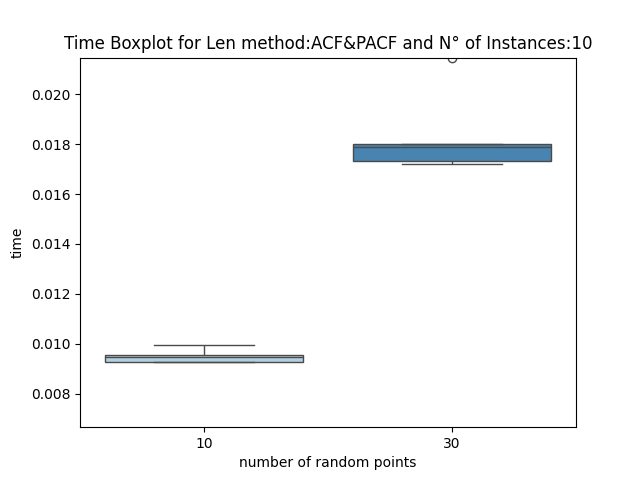 Time Boxplot for Len method:ACF&PACF and N° of Instances:10
0.020
0.018
0.016
0.014
0.012
0.010
0.008
time
10 30
number of random points